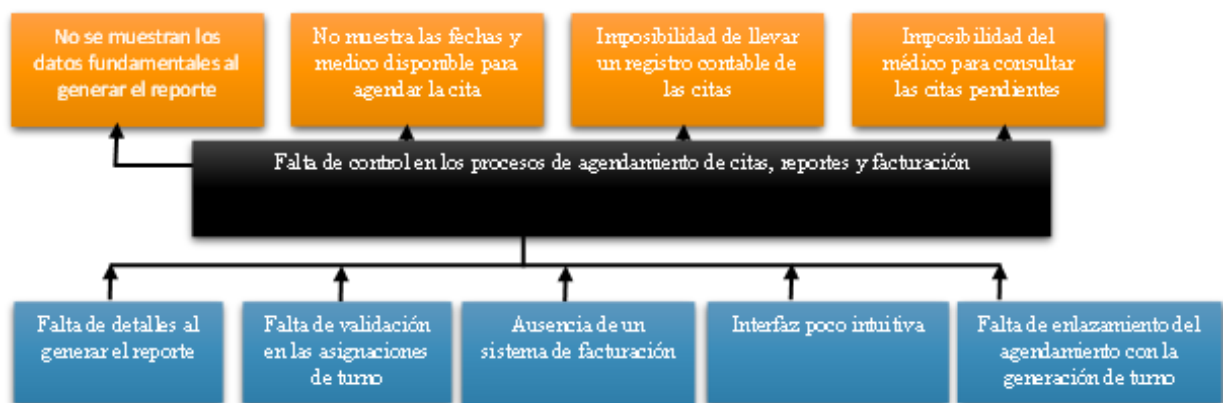 No se muestran los
datos fundamentales al
generar el reporte
No muestra las fechas y
medico disponible para
agendar la cita
Imposibilidad de llevar
un registro contable de
las citas
Imposibilidad del
médico para consultar
las citas pendientes
Falta de control en los procesos de agendamiento de citas, reportes y facturación
Falta de detalles al
generar el reporte
Falta de validación
en las asignaciones
de turno
Ausencia de un
sistema de facturación
Interfaz poco intuitiva
Falta de enlazamiento del
agendamiento con la
generación de turno